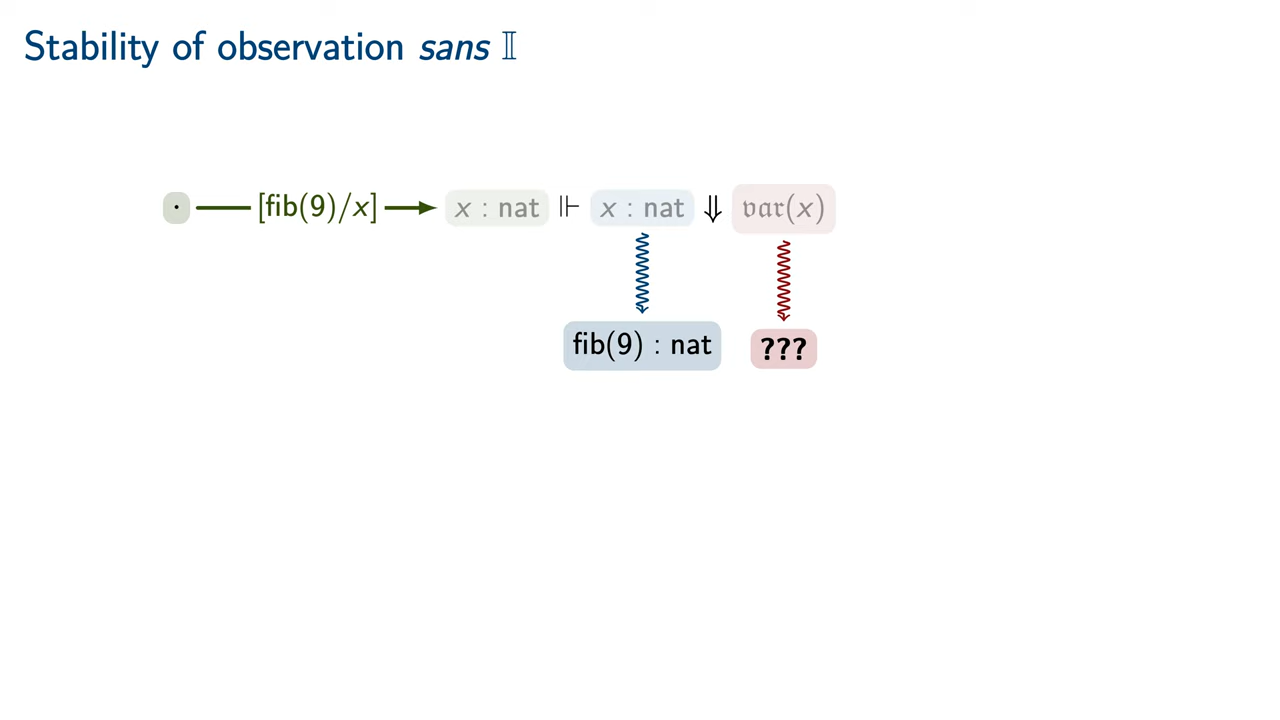 Stability of observation sans 𝕀
· [fib(9)/x] x : nat ⊩ x : nat ⇓ 𝔳𝔞𝔯(x)
fib(9) : nat ???